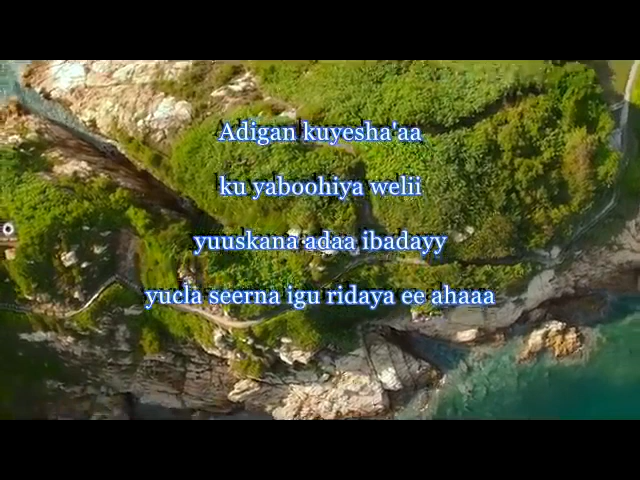 Adigan kuyesha'aa
ku yaboohiya welii
yuuskana adaa ibadayy
yucla seerna igu ridaya ee ahaaa